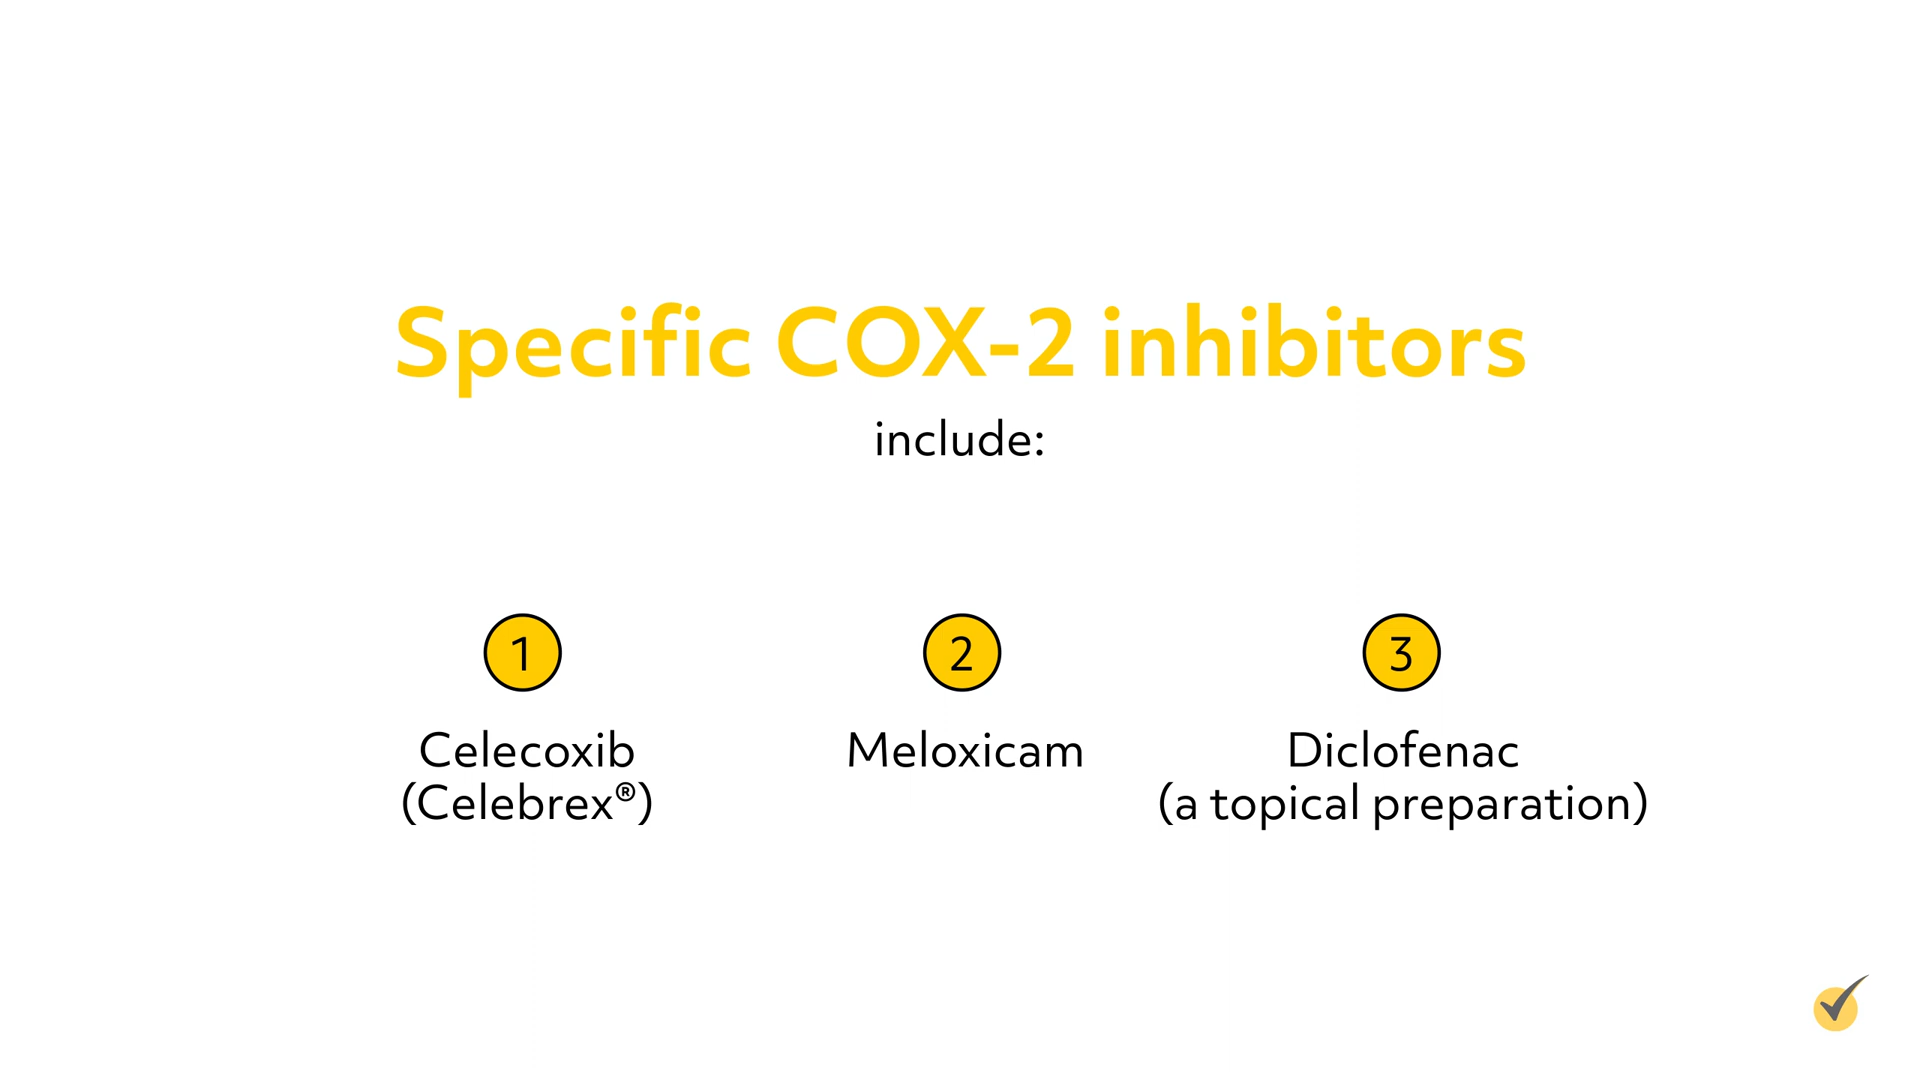 Specific COX-2 inhibitors
include:
1
2
3
Celecoxib
(Celebrex®)
Meloxicam
Diclofenac
(a topical preparation)